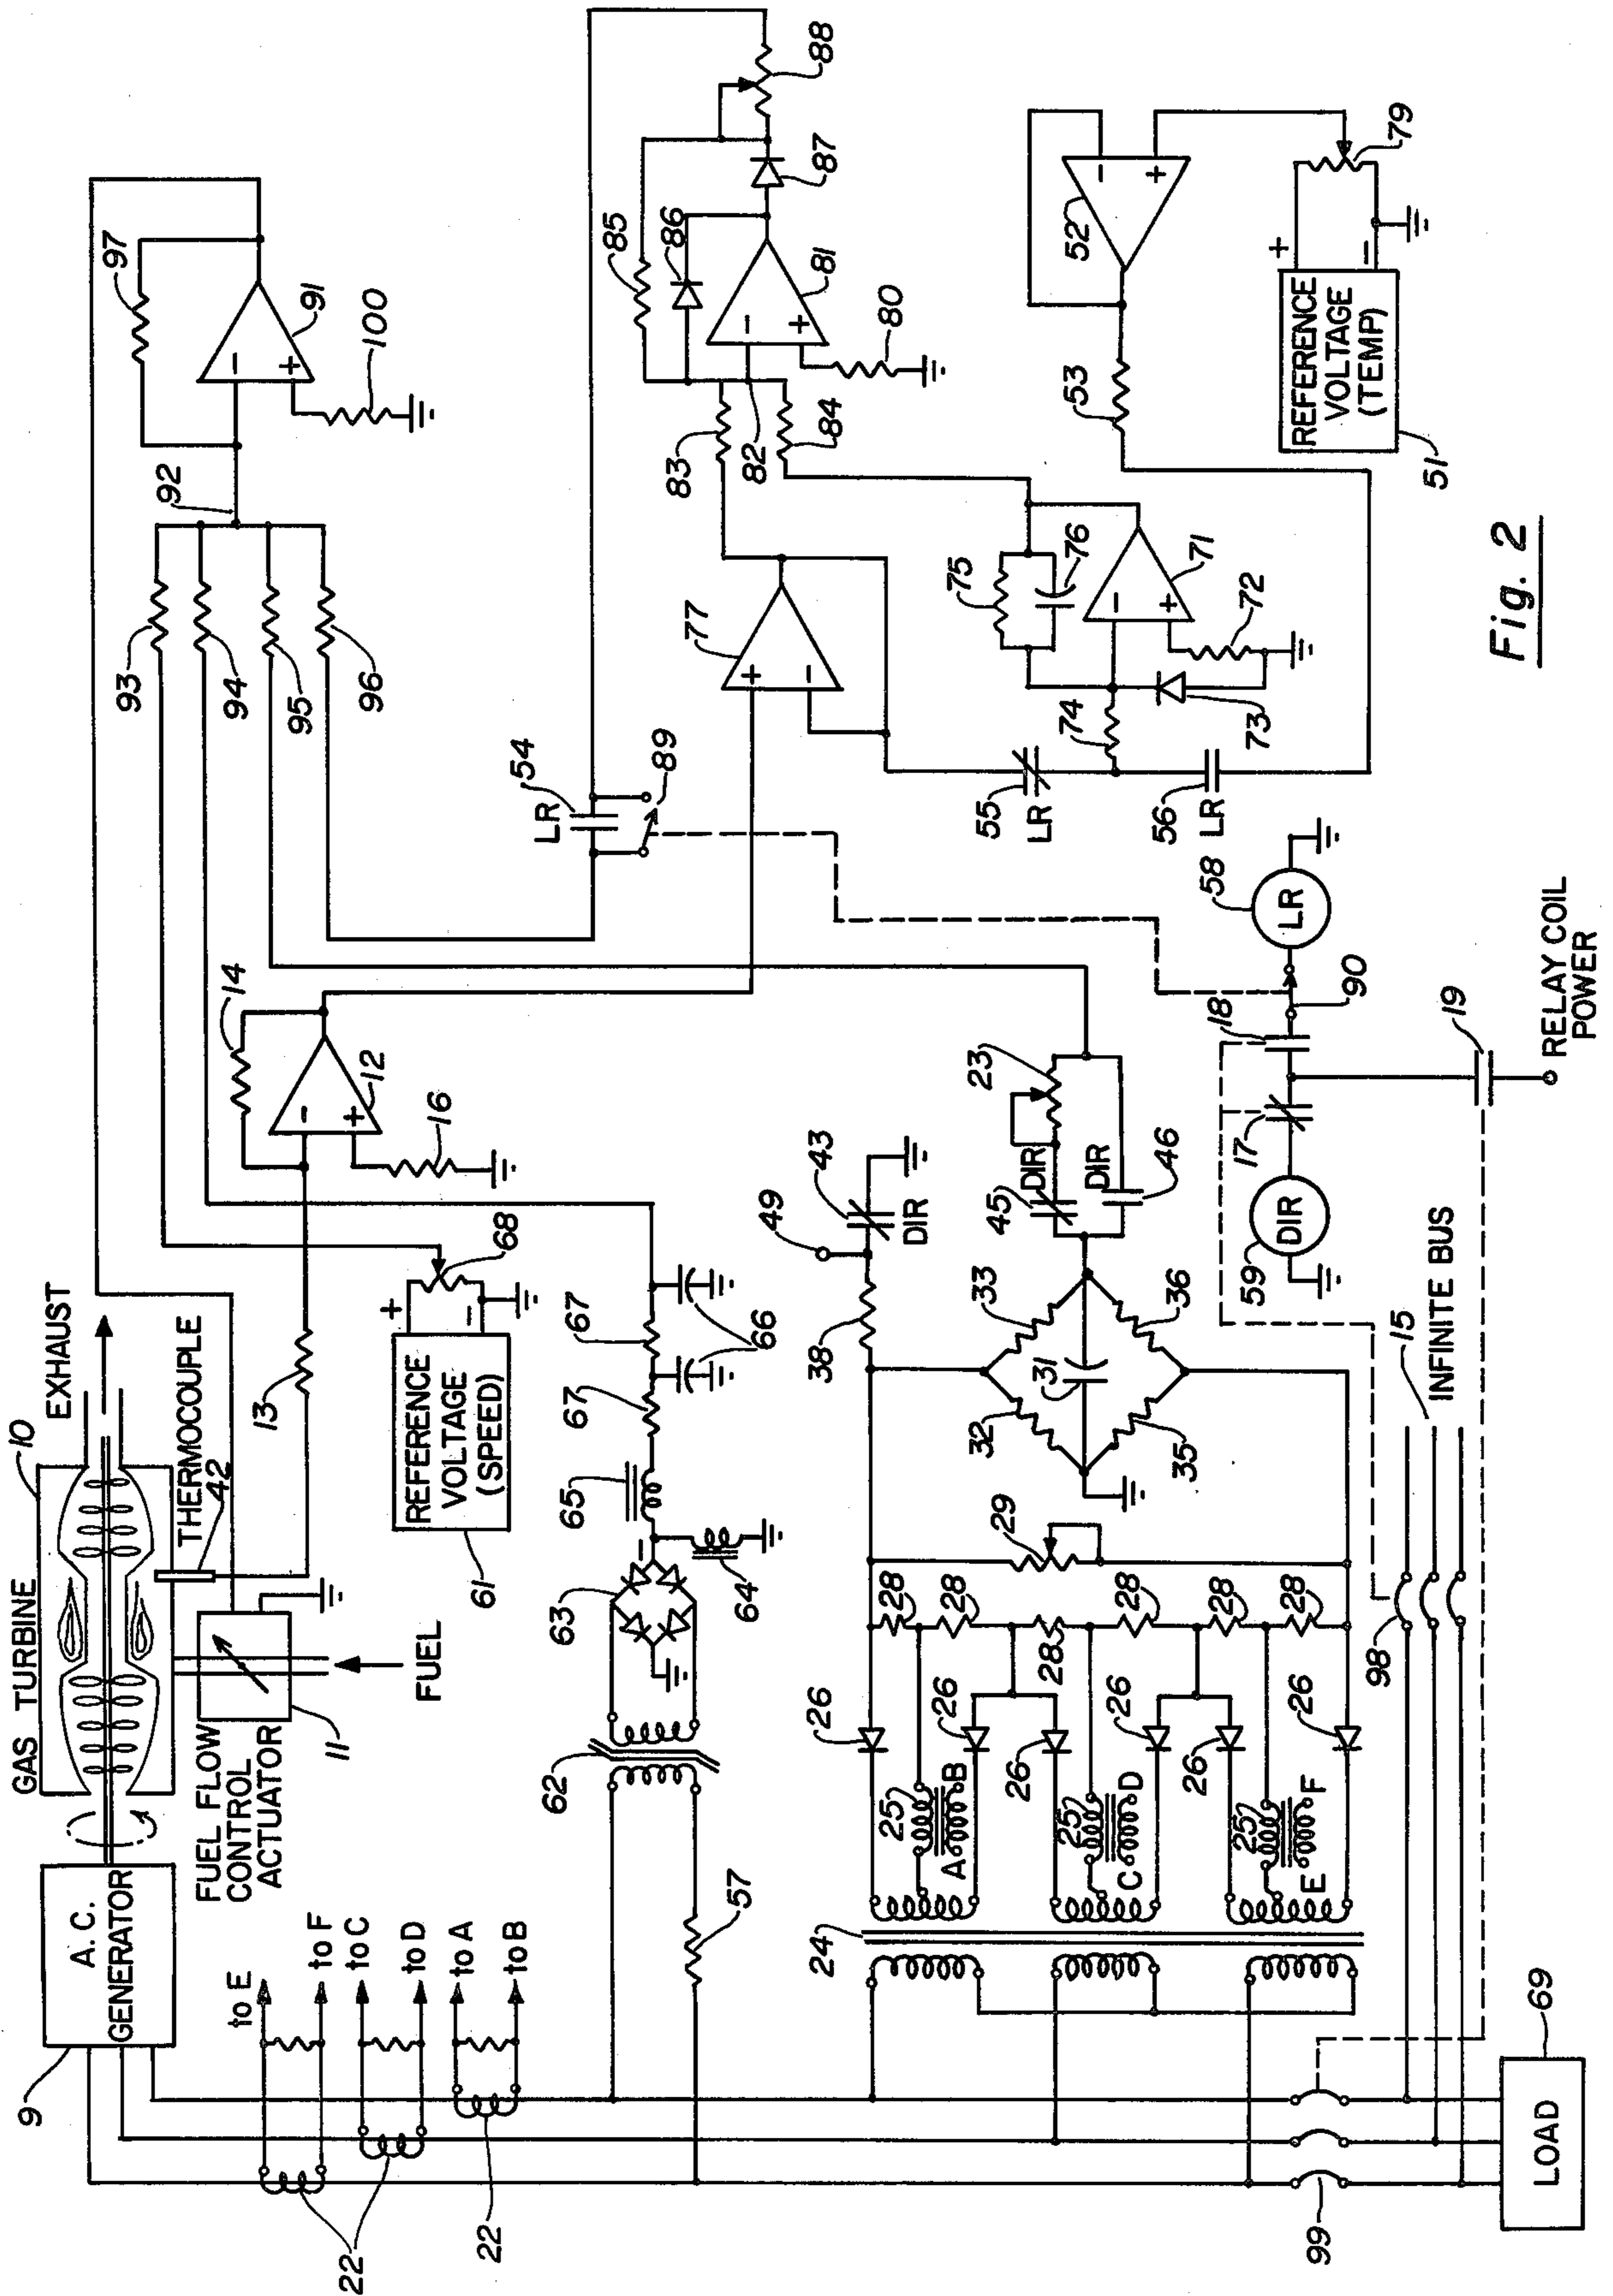 GAS TURBINE
10
EXHAUST
A. C.
GENERATOR
9
FUEL FLOW
CONTROL
ACTUATOR
11
FUEL
THERMOCOUPLE
42
13
14
12
16
REFERENCE
VOLTAGE
(SPEED)
61
+
−
68
to E
to F
to C
to D
to A
to B
22
22
57
62
63
−
64
65
67
67
66
93
94
95
96
92
97
−
+
91
100
LR
54
89
77
+
−
83
82
84
85
86
−
+
81
80
87
88
55
LR
56
LR
74
73
75
76
−
+
71
72
53
52
−
+
79
REFERENCE
VOLTAGE
(TEMP)
51
+
−
24
25
A
B
25
C
D
25
E
F
26
26
26
26
26
26
28
28
28
28
28
28
29
38
49
43
DIR
32
33
31
35
36
45
DIR
DIR
46
23
59
DIR
17
18
90
58
LR
19
RELAY COIL
POWER
15
INFINITE BUS
98
99
LOAD
69
Fig. 2